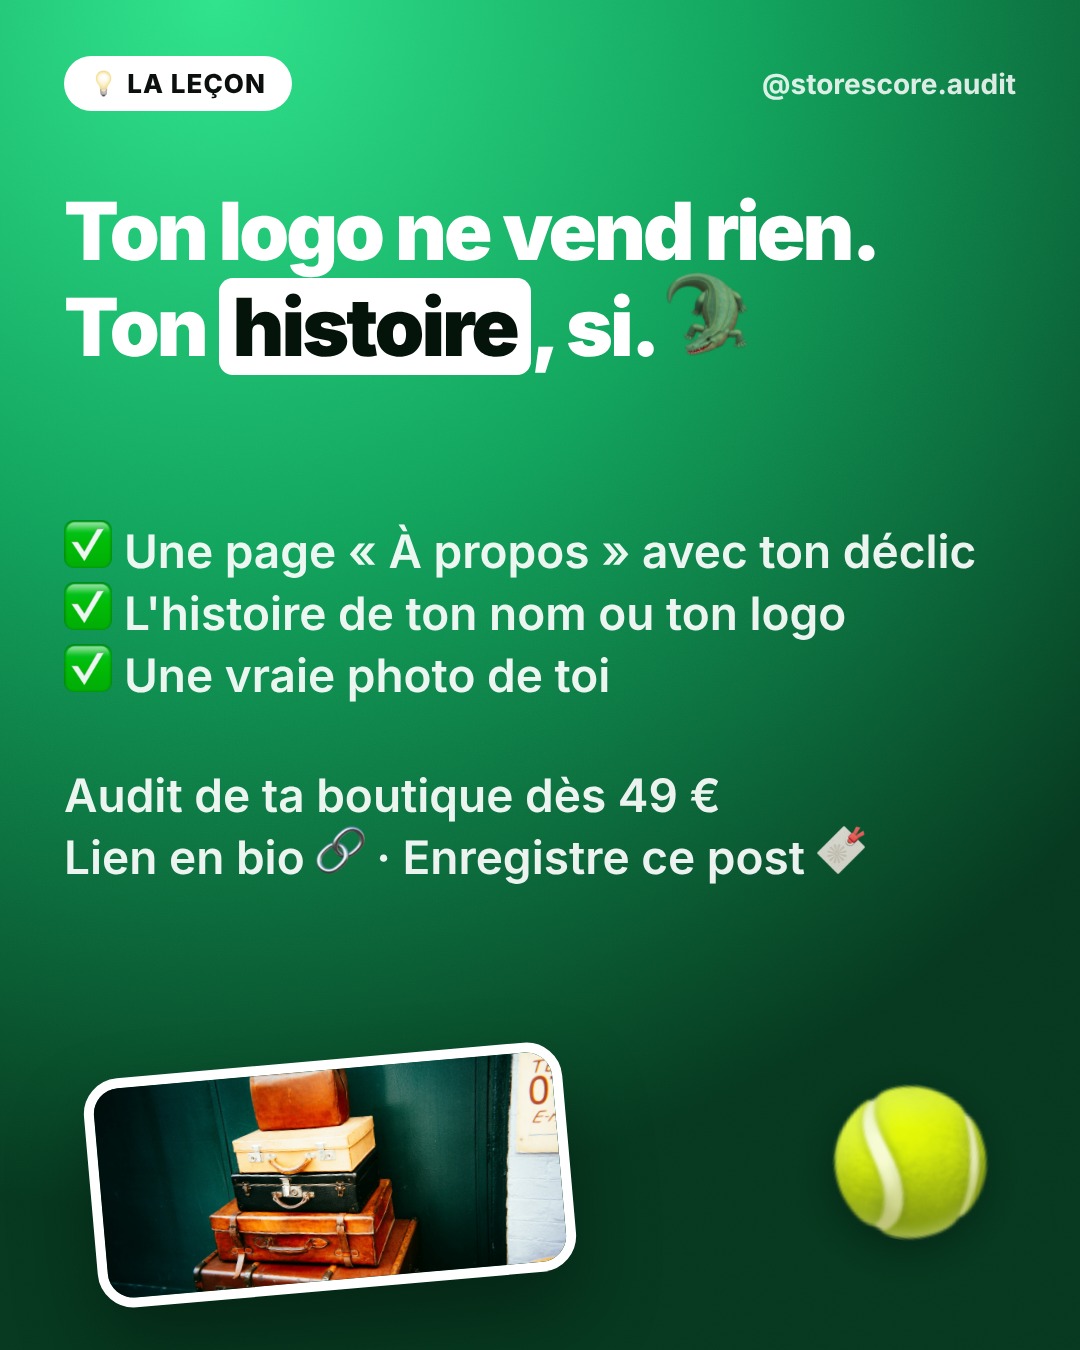 💡 LA LEÇON
@storescore.audit
Ton logo ne vend rien.
Ton histoire, si. 🐊
✅ Une page « À propos » avec ton déclic
✅ L'histoire de ton nom ou ton logo
✅ Une vraie photo de toi
Audit de ta boutique dès 49 €
Lien en bio 🔗 · Enregistre ce post 🔖